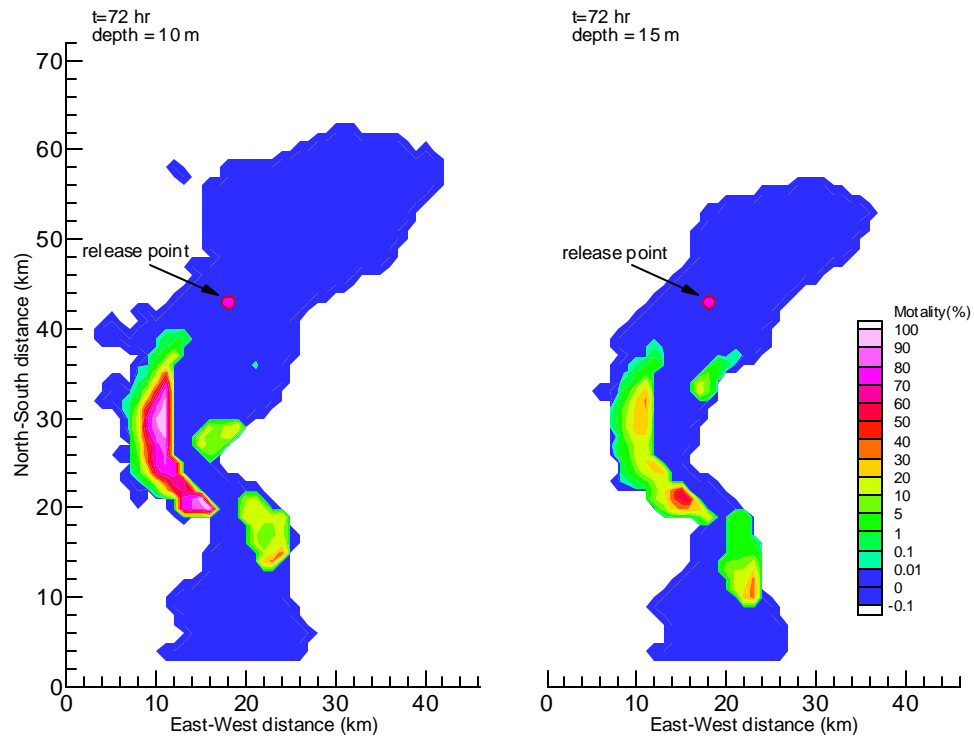 t=72 hr
depth = 10 m
t=72 hr
depth = 15 m
70
60
50
40
30
20
10
0
North-South distance (km)
release point
release point
Motality(%)
100
90
80
70
60
50
40
30
20
10
5
1
0.1
0.01
0
-0.1
0 10 20 30 40
0 10 20 30 40
East-West distance (km)
East-West distance (km)